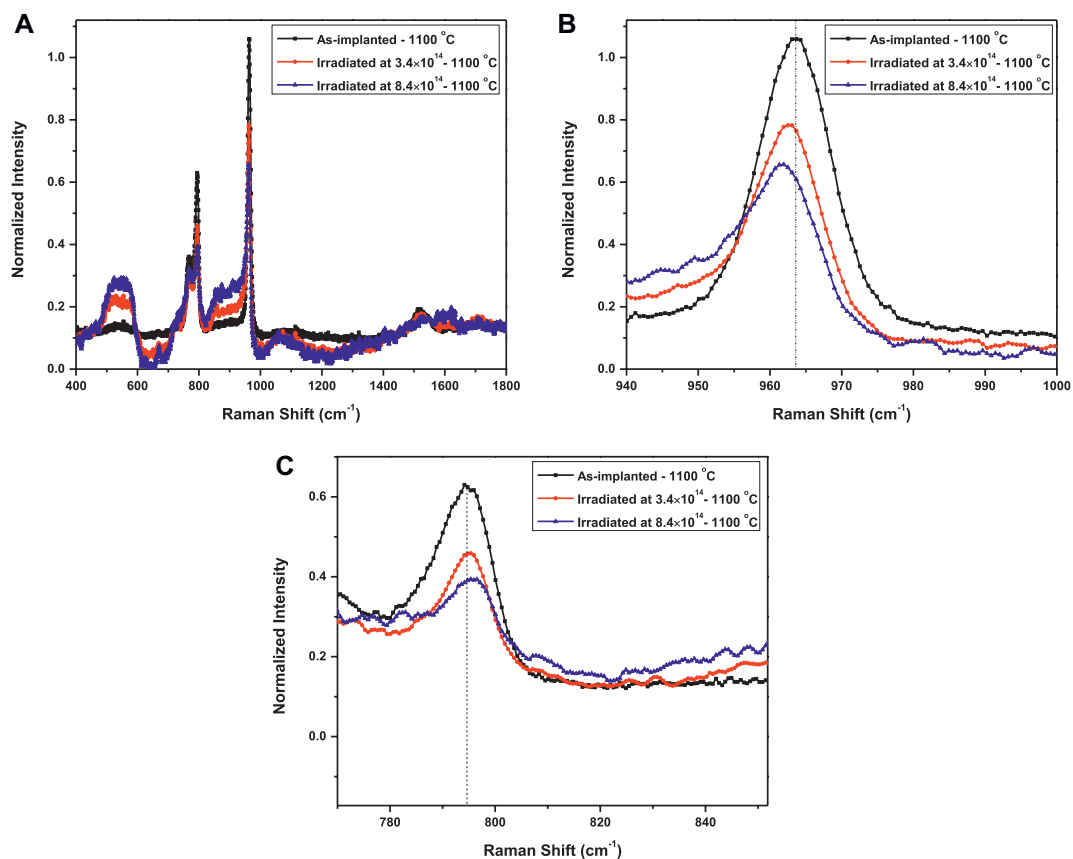 A
As-implanted - 1100 °C
Irradiated at 3.4×10¹⁴- 1100 °C
Irradiated at 8.4×10¹⁴- 1100 °C
1.0
0.8
0.6
0.4
0.2
0.0
Normalized Intensity
400 600 800 1000 1200 1400 1600 1800
Raman Shift (cm⁻¹)
B
As-implanted - 1100 °C
Irradiated at 3.4×10¹⁴- 1100 °C
Irradiated at 8.4×10¹⁴- 1100 °C
1.0
0.8
0.6
0.4
0.2
0.0
Normalized Intensity
940 950 960 970 980 990 1000
Raman Shift (cm⁻¹)
C
As-implanted - 1100 °C
Irradiated at 3.4×10¹⁴- 1100 °C
Irradiated at 8.4×10¹⁴- 1100 °C
0.6
0.4
0.2
0.0
Normalized Intensity
780 800 820 840
Raman Shift (cm⁻¹)